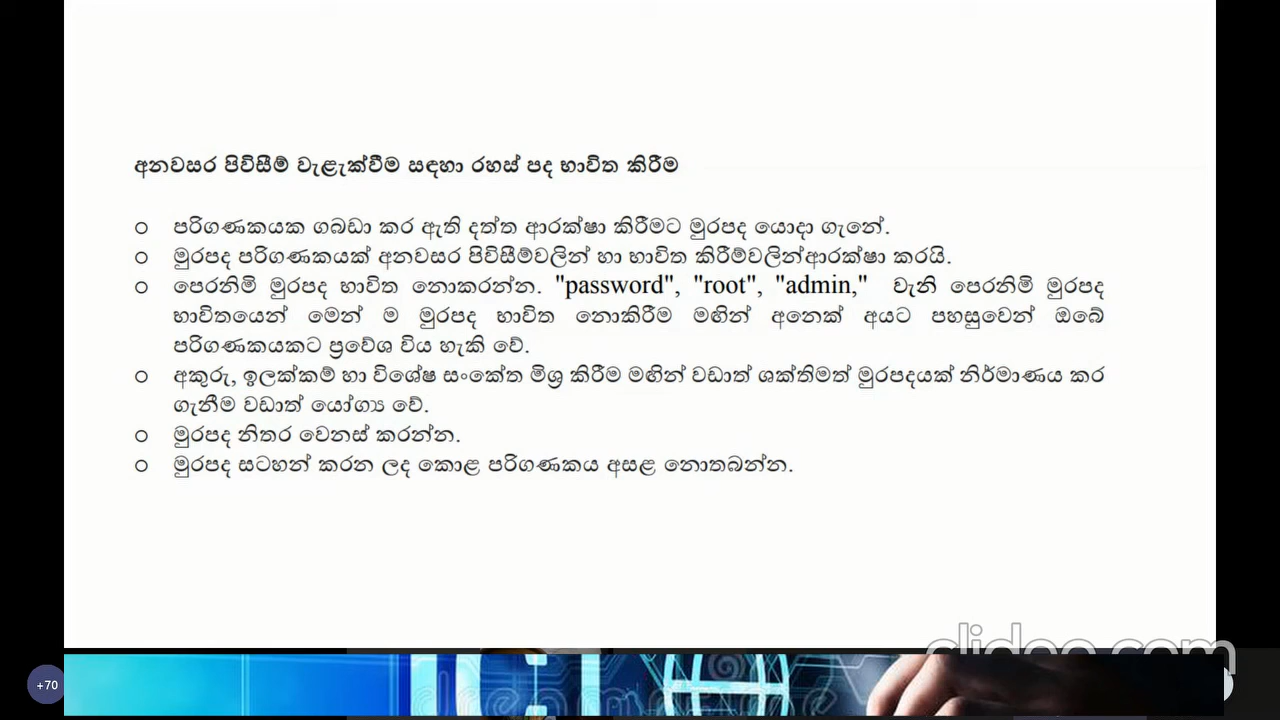 අනවසර පිවිසීම් වැළැක්වීම සඳහා රහස් පද භාවිත කිරීම
○ පරිගණකයක ගබඩා කර ඇති දත්ත ආරක්ෂා කිරීමට මුරපද යොදා ගැනේ.
○ මුරපද පරිගණකයක් අනවසර පිවිසීම්වලින් හා භාවිත කිරීම්වලින්ආරක්ෂා කරයි.
○ පෙරනිමි මුරපද භාවිත නොකරන්න. "password", "root", "admin," වැනි පෙරනිමි මුරපද
භාවිතයෙන් මෙන් ම මුරපද භාවිත නොකිරීම මඟින් අනෙක් අයට පහසුවෙන් ඔබේ
පරිගණකයකට ප්‍රවේශ විය හැකි වේ.
○ අකුරු, ඉලක්කම් හා විශේෂ සංකේත මිශ්‍ර කිරීම මඟින් වඩාත් ශක්තිමත් මුරපදයක් නිර්මාණය කර
ගැනීම වඩාත් යෝග්‍ය වේ.
○ මුරපද නිතර වෙනස් කරන්න.
○ මුරපද සටහන් කරන ලද කොළ පරිගණකය අසළ නොතබන්න.
+70